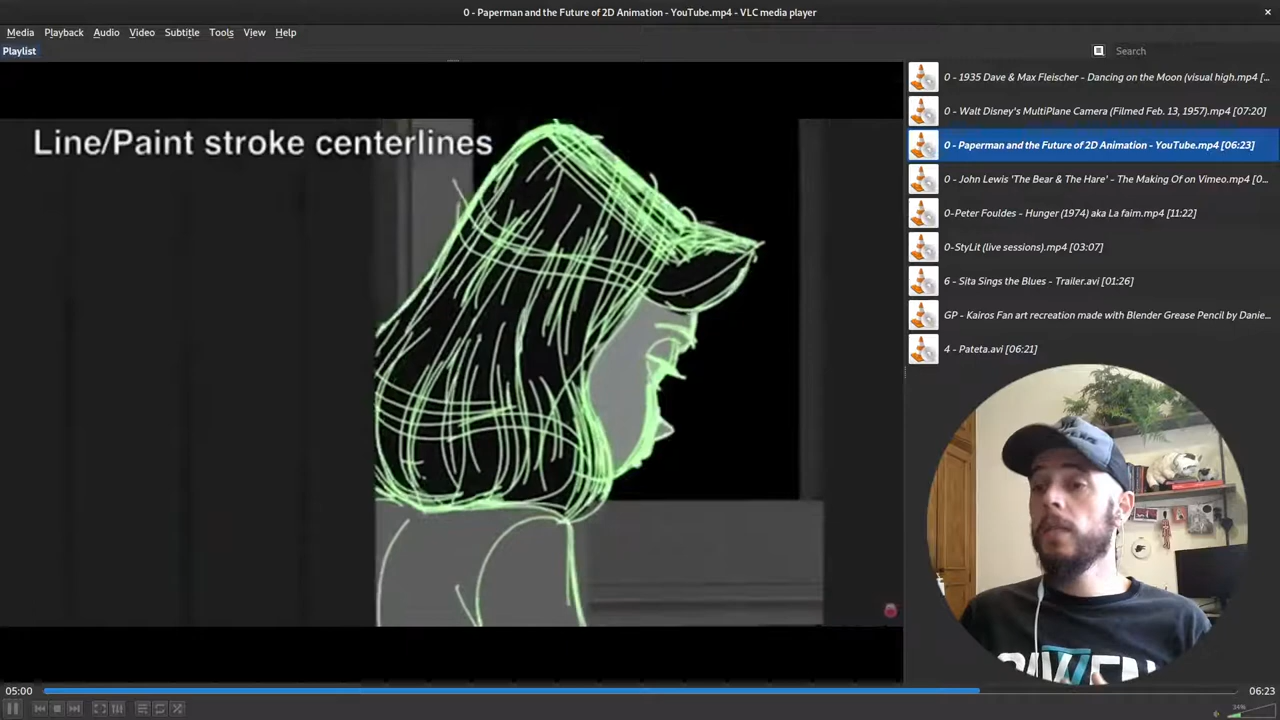 0 - Paperman and the Future of 2D Animation - YouTube.mp4 - VLC media player
Media Playback Audio Video Subtitle Tools View Help
Playlist
Search
Line/Paint stroke centerlines
0 - 1935 Dave & Max Fleischer - Dancing on the Moon (visual high.mp4 [...
0 - Walt Disney's MultiPlane Camera (Filmed Feb. 13, 1957).mp4 [07:20]
0 - Paperman and the Future of 2D Animation - YouTube.mp4 [06:23]
0 - John Lewis 'The Bear & The Hare' - The Making Of on Vimeo.mp4 [0...
0-Peter Fouldes - Hunger (1974) aka La faim.mp4 [11:22]
0-StyLit (live sessions).mp4 [03:07]
6 - Sita Sings the Blues - Trailer.avi [01:26]
GP - Kairos Fan art recreation made with Blender Grease Pencil by Danie...
4 - Pateta.avi [06:21]
05:00
06:23
34%